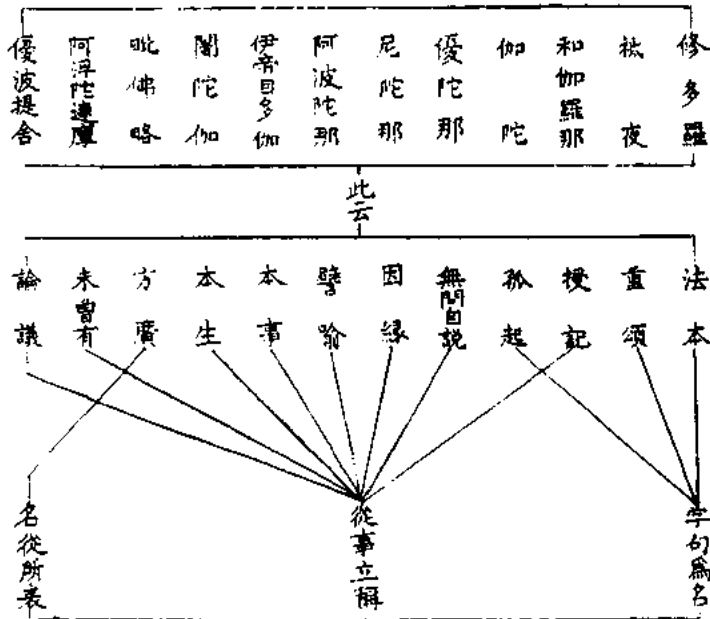 修多羅
祇夜
和伽羅那
伽陀
優陀那
尼陀那
阿波陀那
伊帝目多伽
闍陀伽
毗佛略
阿浮陀達磨
優波提舍
此云
法本
重頌
授記
孤起
無問自説
因緣
譬喻
本事
本生
方廣
未曾有
論議
字句爲名
從事立稱
名從所表